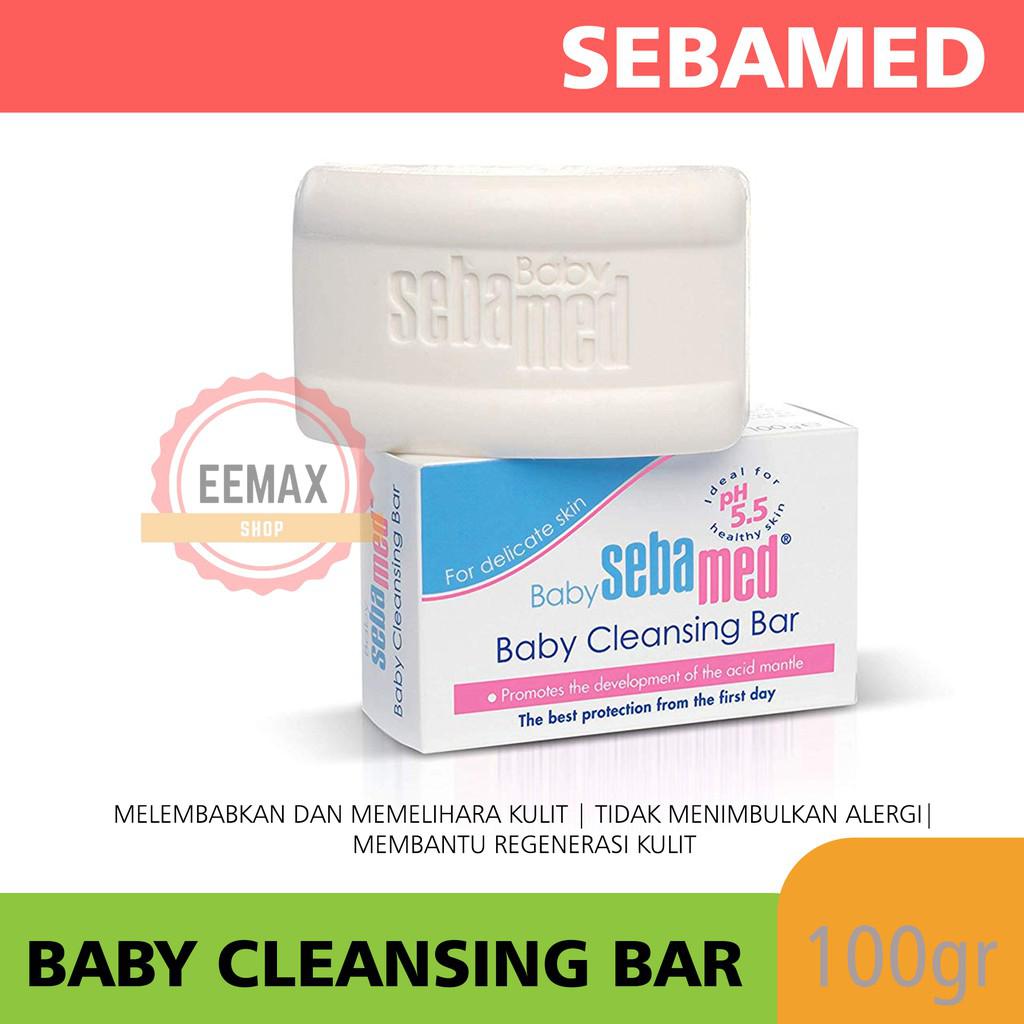 SEBAMED
Baby
sebamed
100gr
EEMAX
SHOP
For delicate skin
Ideal for
pH
5.5
healthy skin
Baby sebamed®
Baby Cleansing Bar
• Promotes the development of the acid mantle
The best protection from the first day
Baby
sebamed
Baby Cleansing Bar
MELEMBABKAN DAN MEMELIHARA KULIT | TIDAK MENIMBULKAN ALERGI|
MEMBANTU REGENERASI KULIT
BABY CLEANSING BAR
100gr